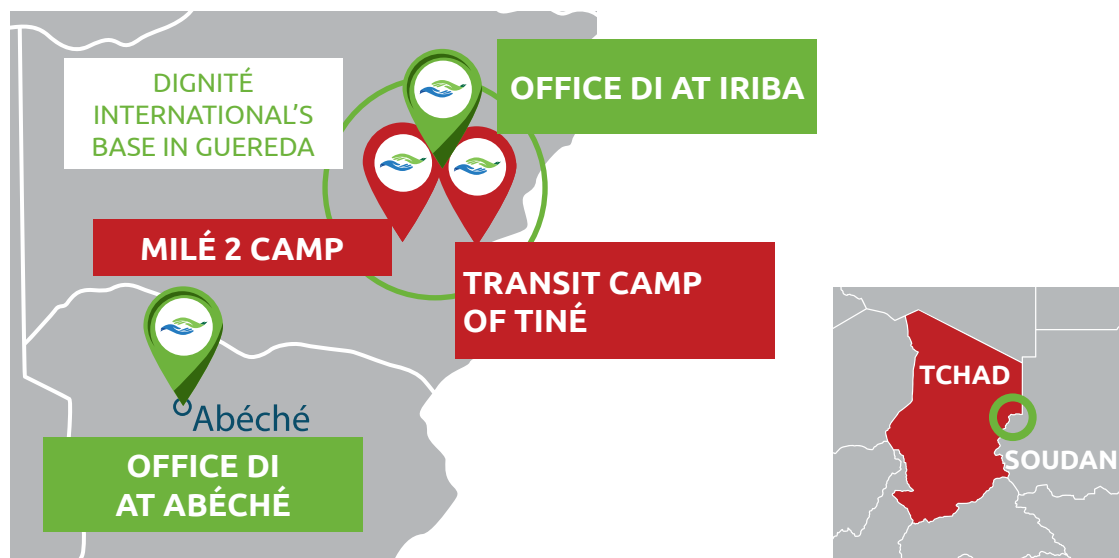 DIGNITÉ
INTERNATIONAL'S
BASE IN GUEREDA
OFFICE DI AT IRIBA
MILÉ 2 CAMP
TRANSIT CAMP
OF TINÉ
Abéché
OFFICE DI
AT ABÉCHÉ
TCHAD
SOUDAN